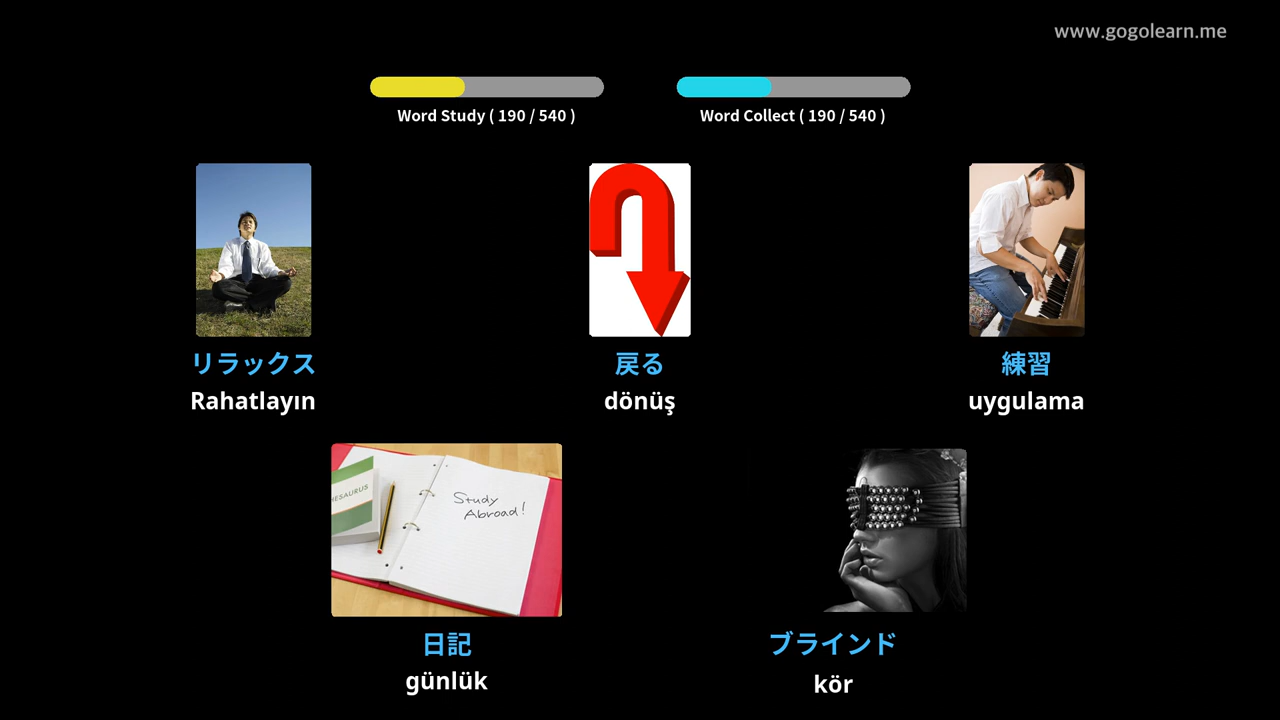 www.gogolearn.me
Word Study ( 190 / 540 )
Word Collect ( 190 / 540 )
リラックス
Rahatlayın
戻る
dönüş
練習
uygulama
HESAURUS
Study
Abroad!
日記
günlük
ブラインド
kör